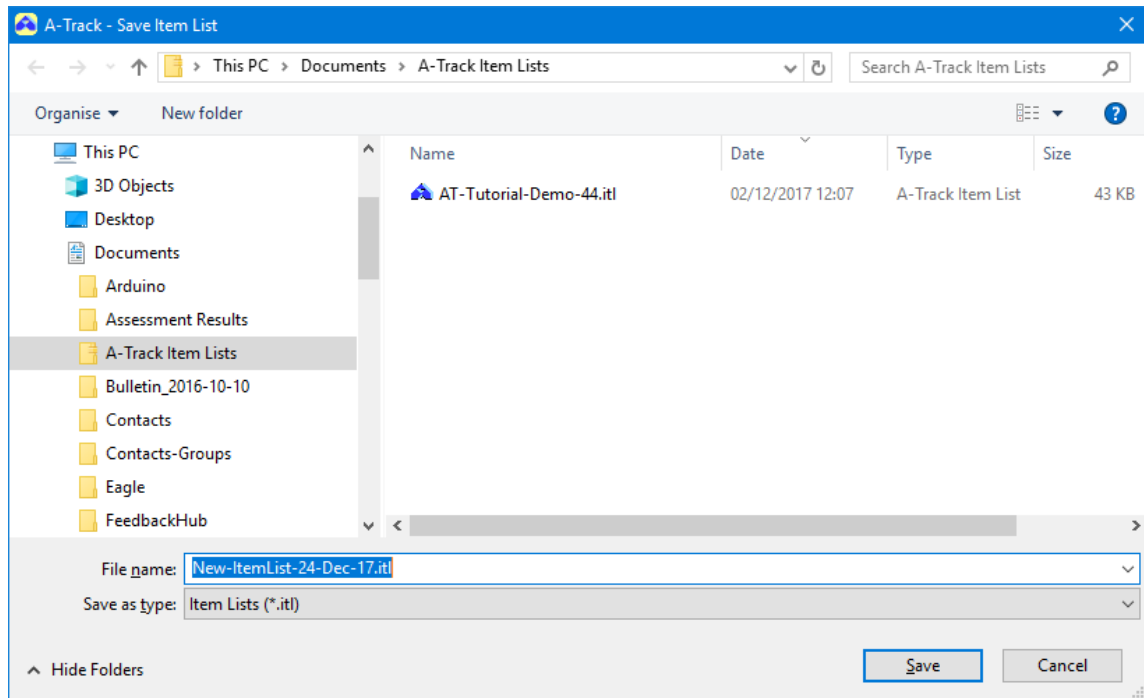 A-Track - Save Item List
This PC > Documents > A-Track Item Lists
Search A-Track Item Lists
Organise
New folder
?
This PC
3D Objects
Desktop
Documents
Arduino
Assessment Results
A-Track Item Lists
Bulletin_2016-10-10
Contacts
Contacts-Groups
Eagle
FeedbackHub
Name Date Type Size
AT-Tutorial-Demo-44.itl 02/12/2017 12:07 A-Track Item List 43 KB
File name: New-ItemList-24-Dec-17.itl
Save as type: Item Lists (*.itl)
Hide Folders
Save
Cancel